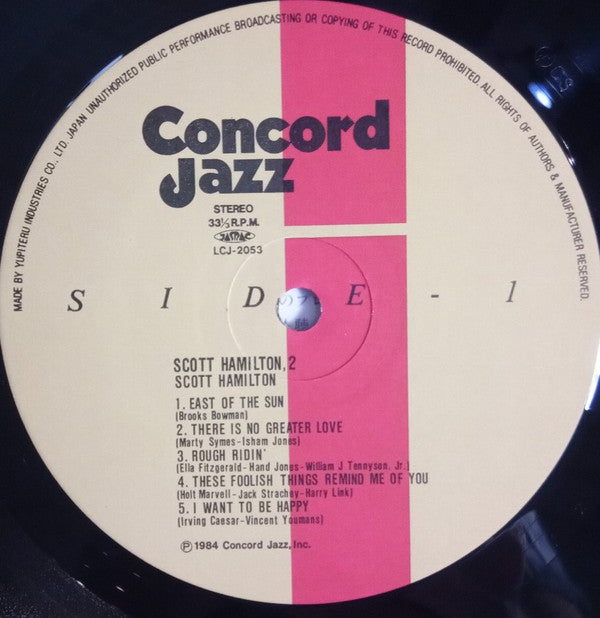 MADE BY YUPITERU INDUSTRIES CO., LTD. JAPAN UNAUTHORIZED PUBLIC PERFORMANCE BROADCASTING OR COPYING OF THIS RECORD PROHIBITED. ALL RIGHTS OF AUTHORS & MANUFACTURER RESERVED.
Concord
Jazz
STEREO
33⅓ R.P.M.
JASRAC
LCJ-2053
SIDE-1
SCOTT HAMILTON, 2
SCOTT HAMILTON
1. EAST OF THE SUN
(Brooks Bowman)
2. THERE IS NO GREATER LOVE
(Marty Symes-Isham Jones)
3. ROUGH RIDIN'
(Ella Fitzgerald-Hand Jones-William J Tennyson, Jr.)
4. THESE FOOLISH THINGS REMIND ME OF YOU
(Holt Marvell-Jack Strachey-Harry Link)
5. I WANT TO BE HAPPY
(Irving Caesar-Vincent Youmans)
Ⓟ1984 Concord Jazz, Inc.